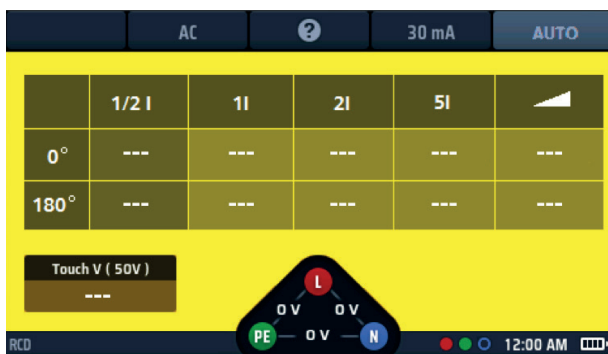 AC ? 30 mA AUTO
1/2 I 1I 2I 5I
0° --- --- --- --- ---
180° --- --- --- --- ---
Touch V ( 50V )
---
L
0 V 0 V
PE 0 V N
RCD 12:00 AM